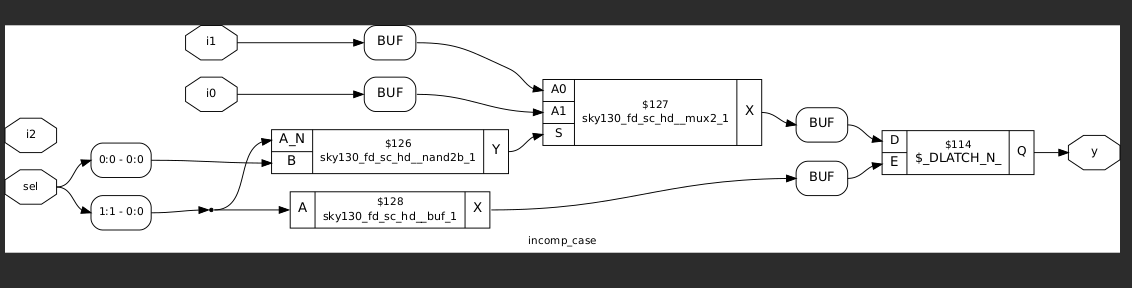 i1
BUF
i0
BUF
A0
A1
S
$127
sky130_fd_sc_hd__mux2_1
X
BUF
i2
sel
0:0 - 0:0
1:1 - 0:0
A_N
B
$126
sky130_fd_sc_hd__nand2b_1
Y
A
$128
sky130_fd_sc_hd__buf_1
X
BUF
D
E
$114
$_DLATCH_N_
Q
y
incomp_case